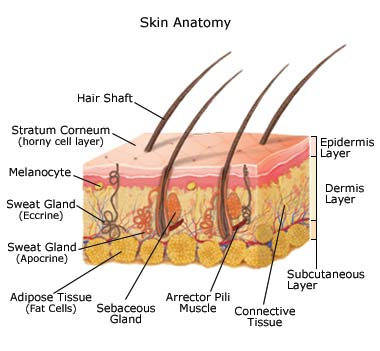 Skin Anatomy
Hair Shaft
Stratum Corneum
(horny cell layer)
Melanocyte
Sweat Gland
(Eccrine)
Sweat Gland
(Apocrine)
Adipose Tissue
(Fat Cells)
Sebaceous
Gland
Arrector Pili
Muscle
Connective
Tissue
Epidermis
Layer
Dermis
Layer
Subcutaneous
Layer